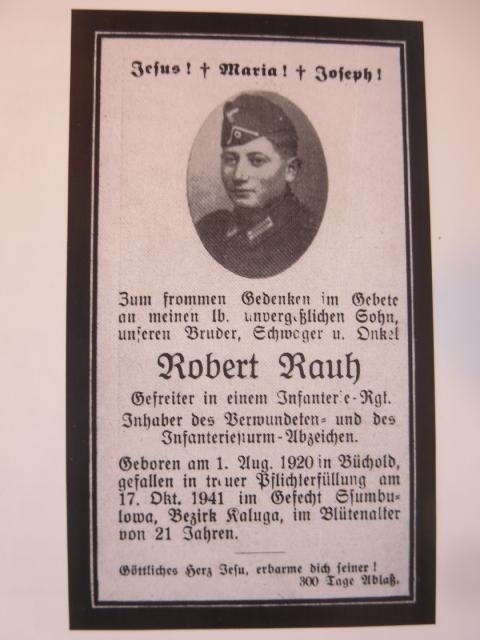 Jesus! † Maria! † Joseph!
Zum frommen Gedenken im Gebete
an meinen lb. unvergeßlichen Sohn,
unseren Bruder, Schwager u. Onkel
Robert Rauh
Gefreiter in einem Infanterie-Rgt.
Inhaber des Verwundeten- und des
Infanteriesturm-Abzeichen.
Geboren am 1. Aug. 1920 in Büchold,
gefallen in treuer Pflichterfüllung am
17. Okt. 1941 im Gefecht Sfumbu-
lowa, Bezirk Kaluga, im Blütenalter
von 21 Jahren.
Göttliches Herz Jesu, erbarme dich seiner!
300 Tage Ablaß.